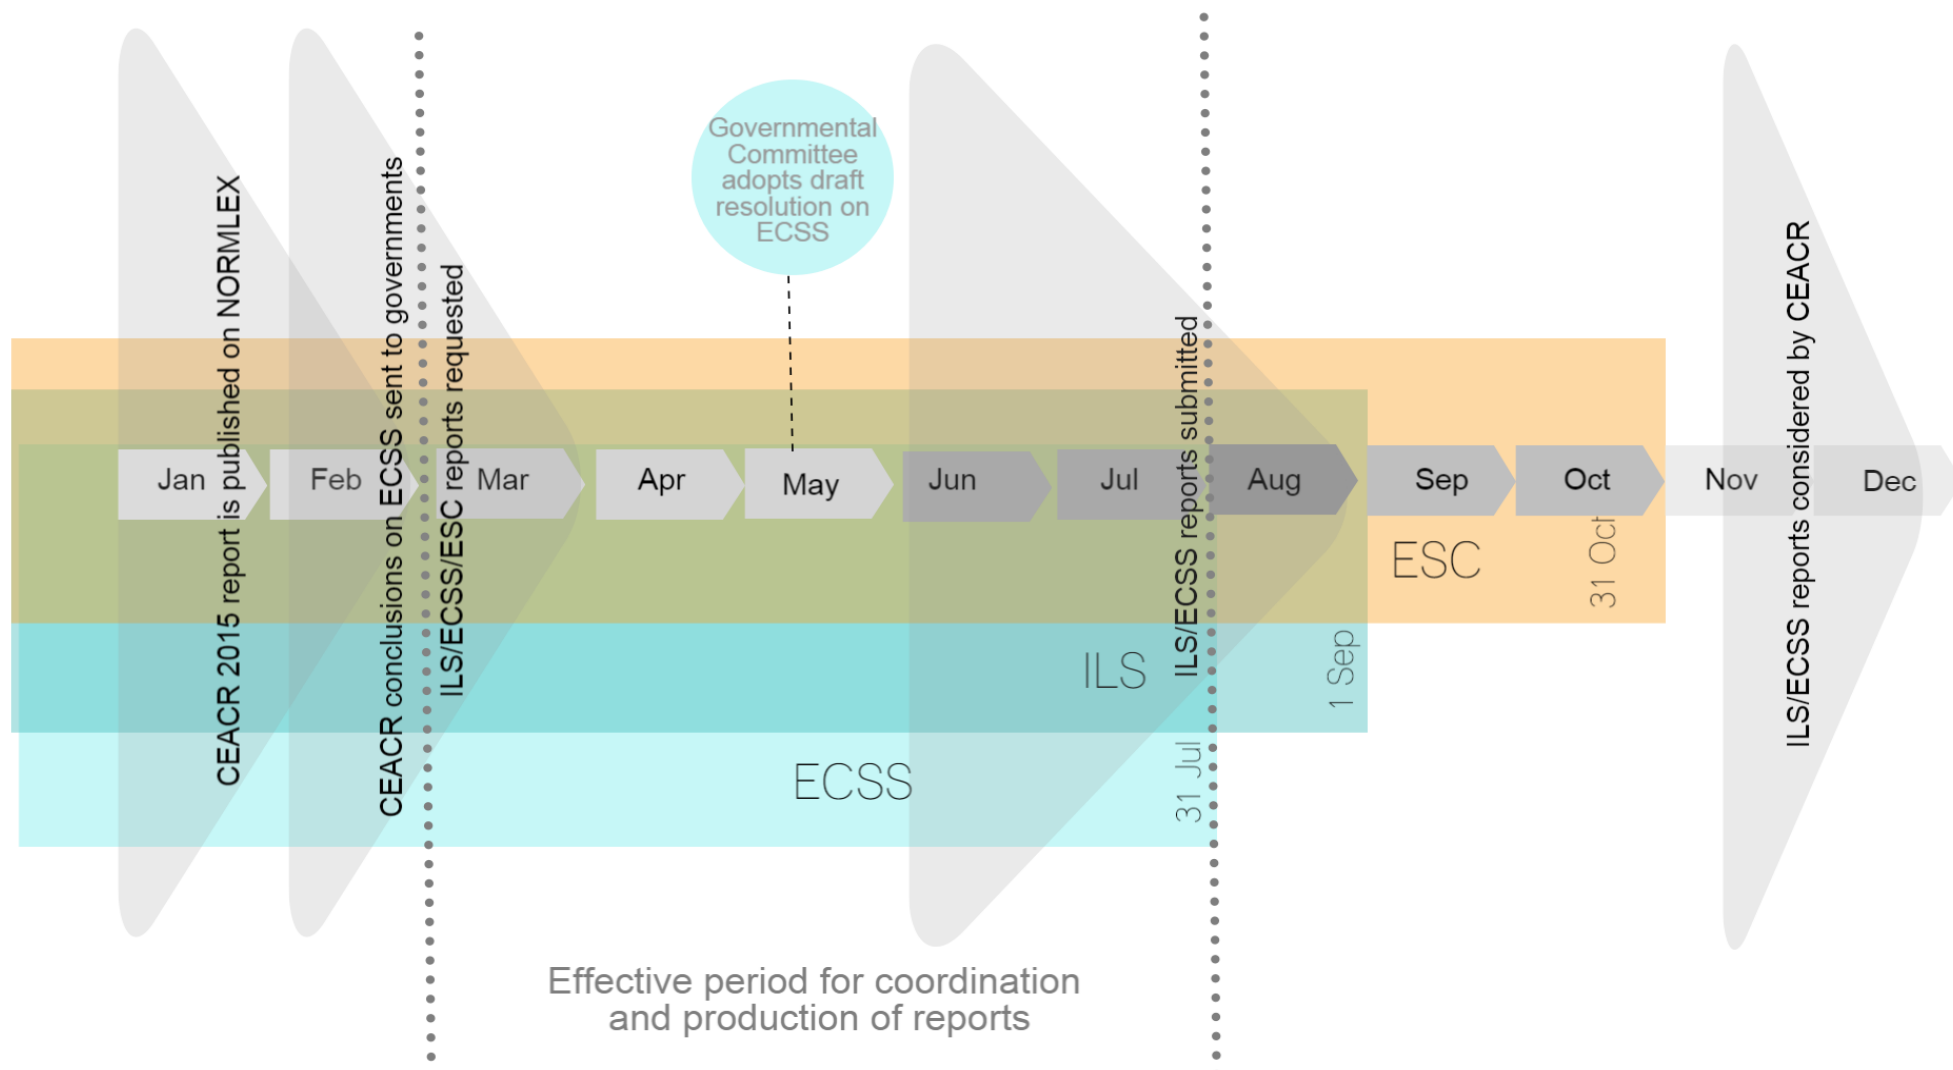 Governmental
Committee
adopts draft
resolution on
ECSS
CEACR 2015 report is published on NORMLEX
CEACR conclusions on ECSS sent to governments
ILS/ECSS/ESC reports requested
ILS/ECSS reports submitted
ILS/ECSS reports considered by CEACR
Jan
Feb
Mar
Apr
May
Jun
Jul
Aug
Sep
Oct
Nov
Dec
ESC
31 Oct
ILS
1 Sep
ECSS
31 Jul
Effective period for coordination
and production of reports